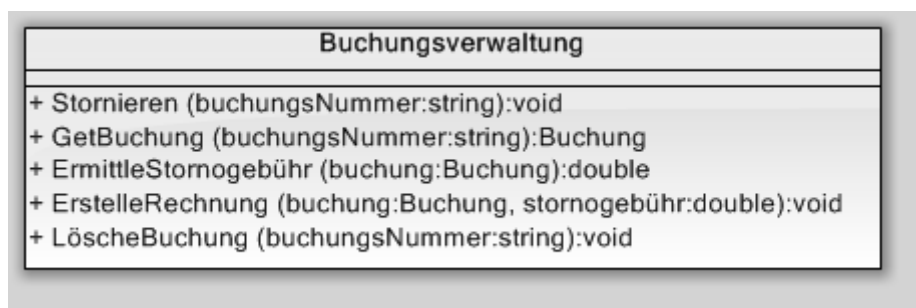 Buchungsverwaltung
+ Stornieren (buchungsNummer:string):void
+ GetBuchung (buchungsNummer:string):Buchung
+ ErmittleStornogebühr (buchung:Buchung):double
+ ErstelleRechnung (buchung:Buchung, stornogebühr:double):void
+ LöscheBuchung (buchungsNummer:string):void